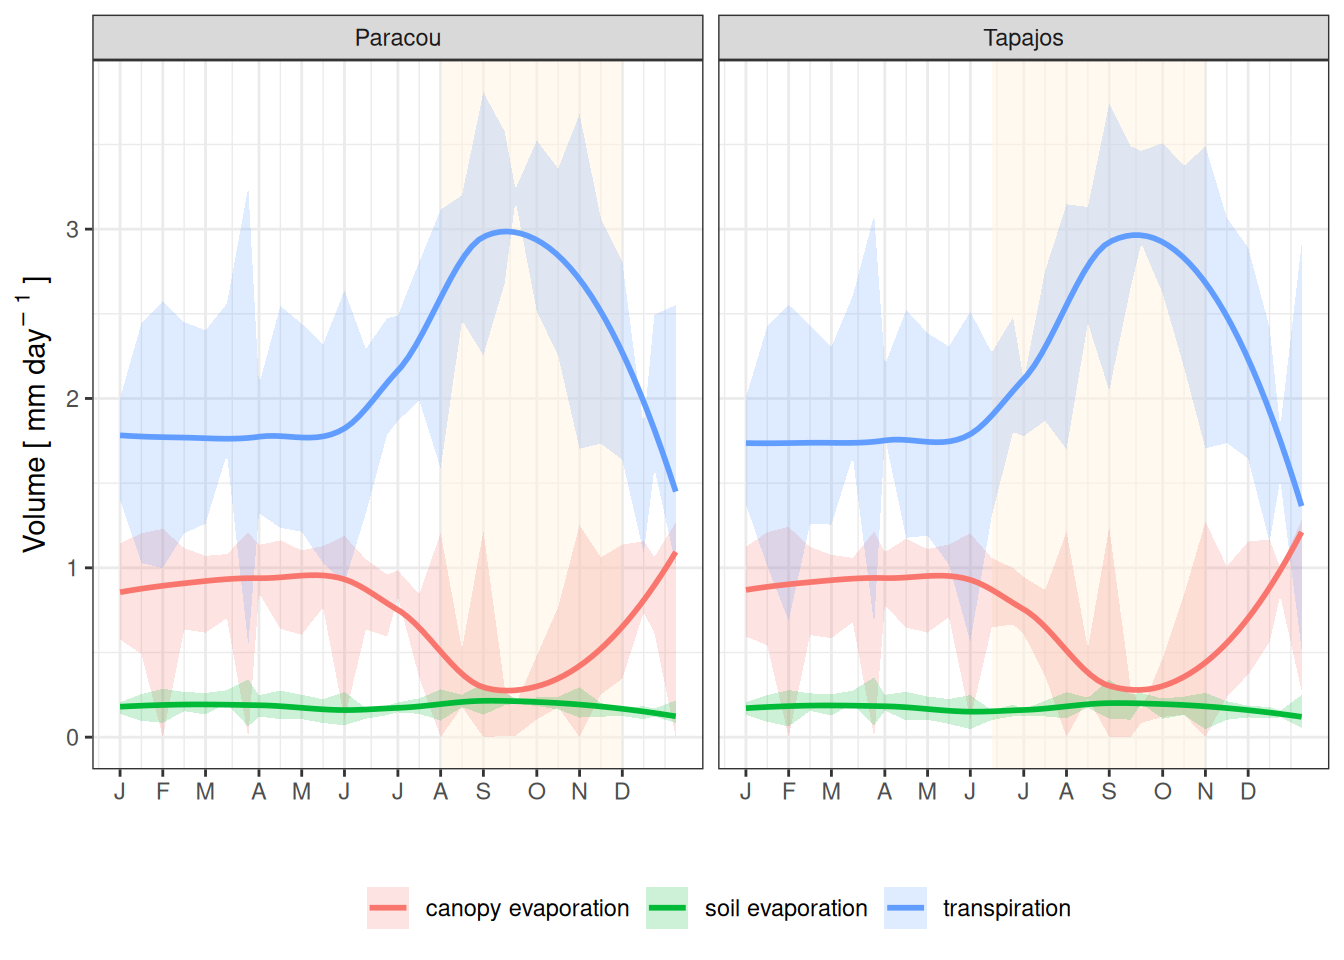 Paracou
Tapajos
Volume [ mm day⁻¹ ]
3
2
1
0
J F M A M J J A S O N D
J F M A M J J A S O N D
canopy evaporation soil evaporation transpiration